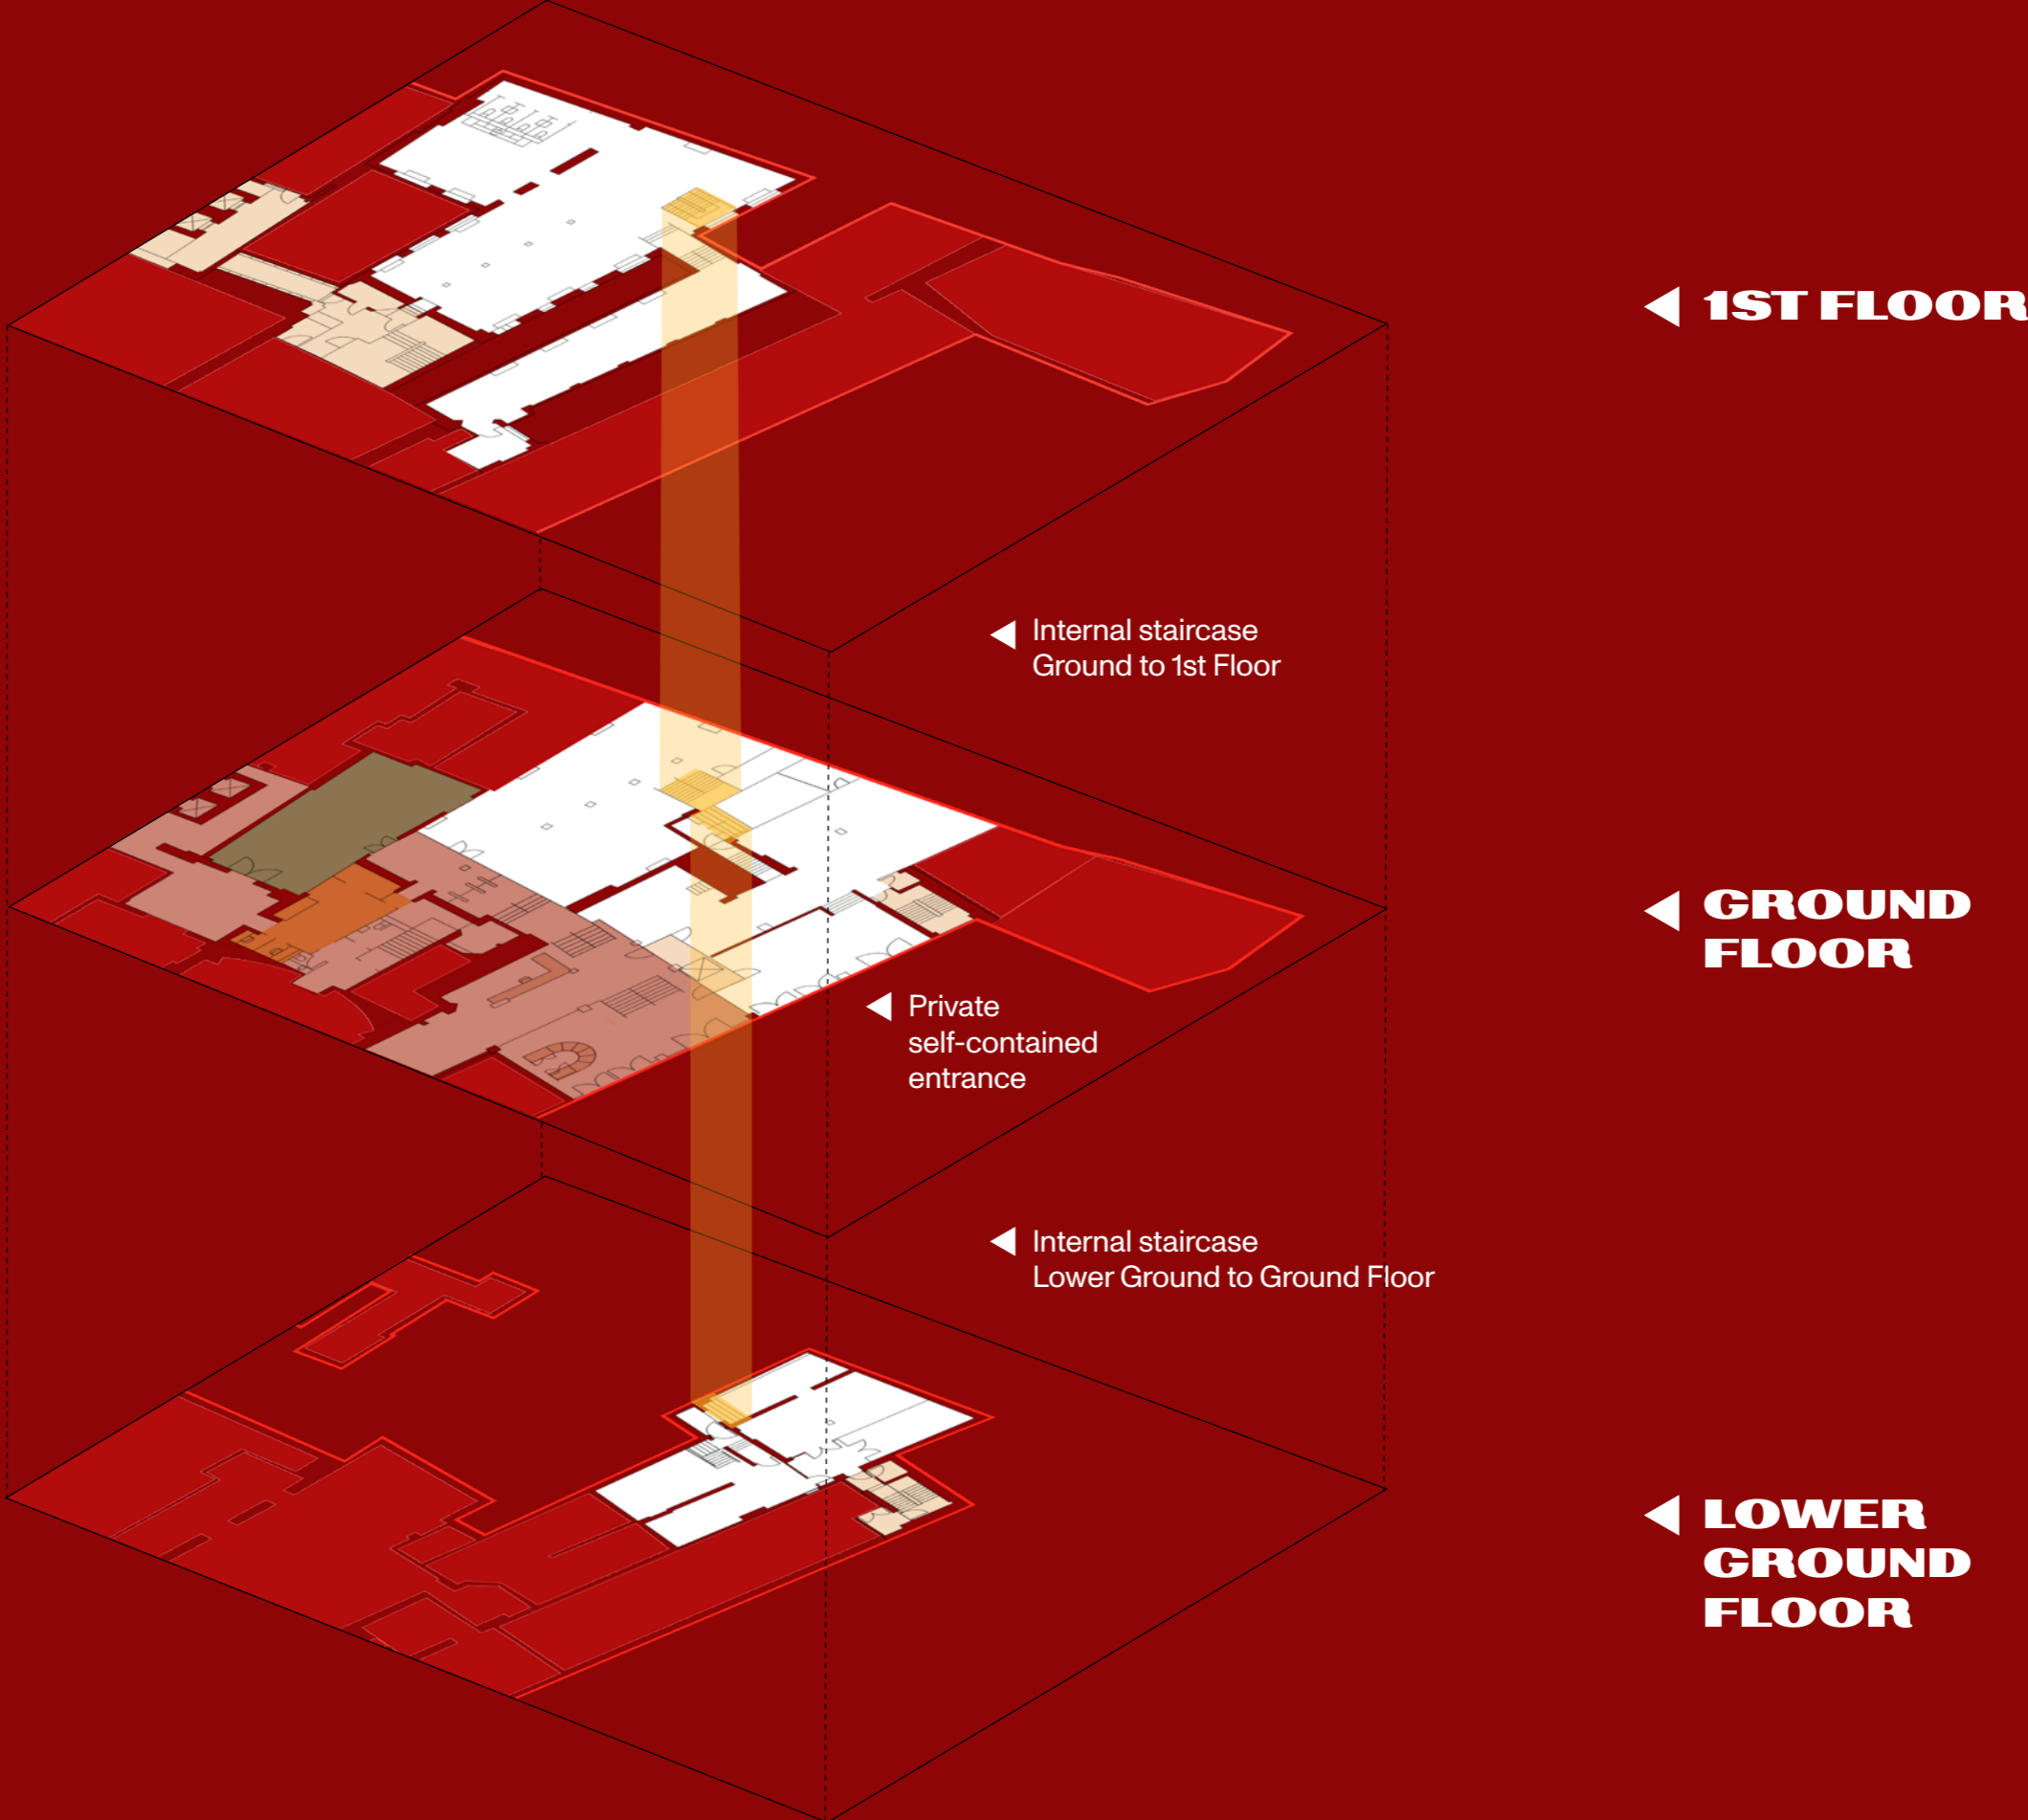 1ST FLOOR
Internal staircase
Ground to 1st Floor
GROUND
FLOOR
Private
self-contained
entrance
Internal staircase
Lower Ground to Ground Floor
LOWER
GROUND
FLOOR